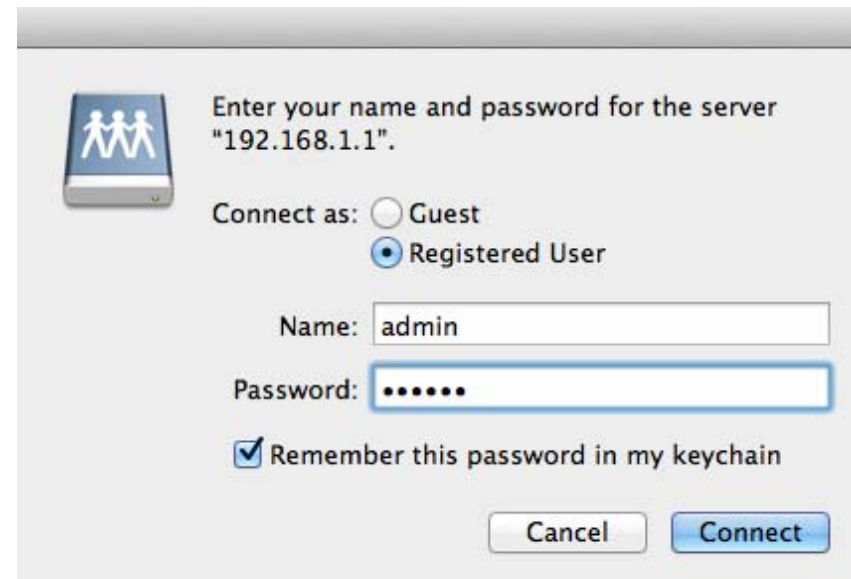 Enter your name and password for the server
“192.168.1.1”.
Connect as: Guest
Registered User
Name: admin
Password: ••••••
Remember this password in my keychain
Cancel Connect